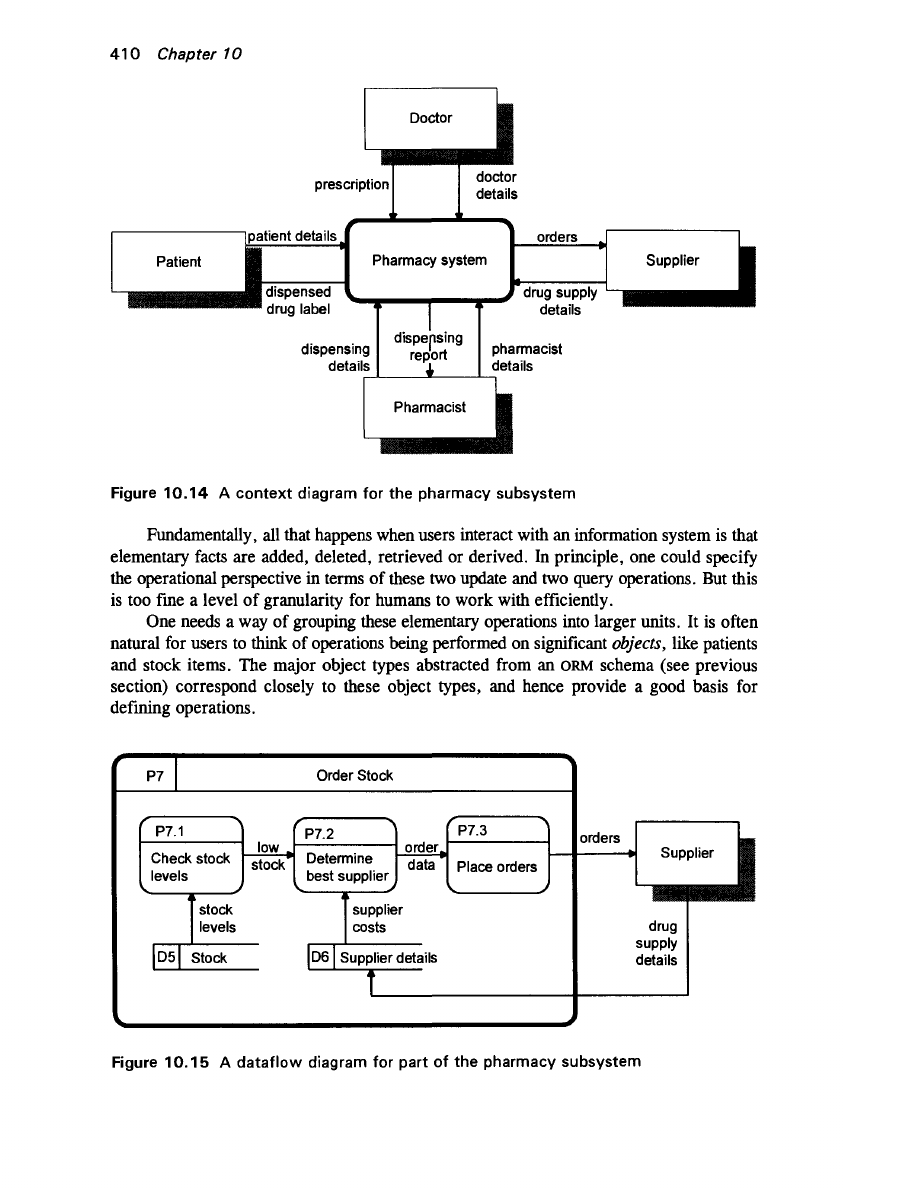 410 Chapter 10
Doctor
prescription
doctor
details
patient details
orders
Patient
Pharmacy system
Supplier
dispensed
drug label
drug supply
details
dispensing
details
dispensing
report
pharmacist
details
Pharmacist
Figure 10.14 A context diagram for the pharmacy subsystem
Fundamentally, all that happens when users interact with an information system is that
elementary facts are added, deleted, retrieved or derived. In principle, one could specify
the operational perspective in terms of these two update and two query operations. But this
is too fine a level of granularity for humans to work with efficiently.
One needs a way of grouping these elementary operations into larger units. It is often
natural for users to think of operations being performed on significant objects, like patients
and stock items. The major object types abstracted from an ORM schema (see previous
section) correspond closely to these object types, and hence provide a good basis for
defining operations.
P7
Order Stock
P7.1
Check stock
levels
low
stock
P7.2
Determine
best supplier
order
data
P7.3
Place orders
orders
Supplier
stock
levels
supplier
costs
drug
supply
details
D5 Stock
D6 Supplier details
Figure 10.15 A dataflow diagram for part of the pharmacy subsystem